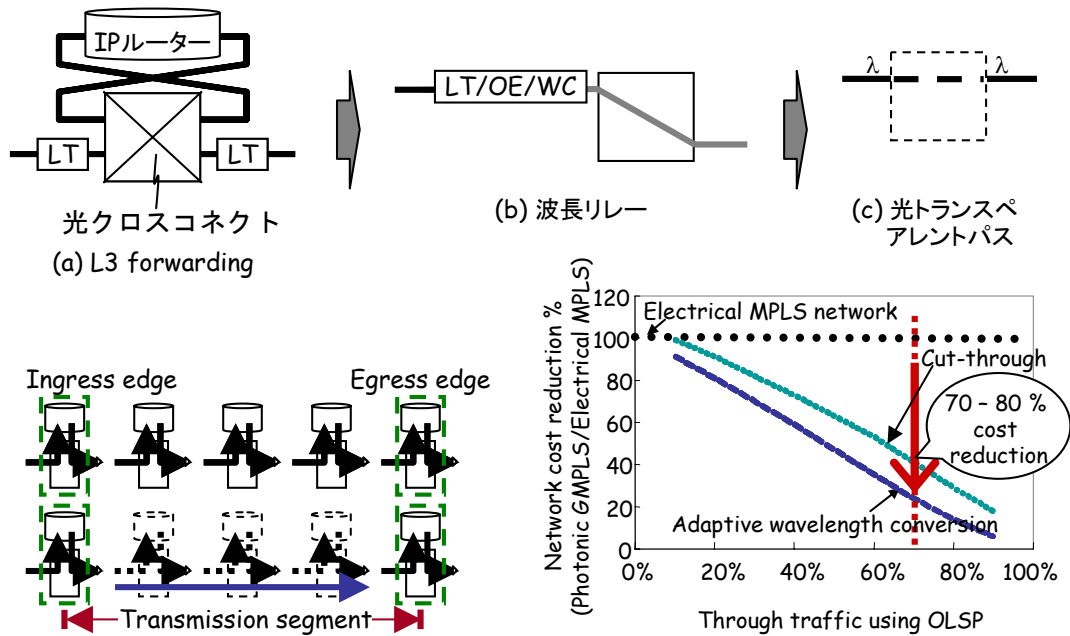 IPルーター
LT
LT
光クロスコネクト
(a) L3 forwarding
LT/OE/WC
(b) 波長リレー
λ
λ
(c) 光トランスペ
アレントパス
Ingress edge
Egress edge
Transmission segment
Network cost reduction %
(Photonic GMPLS/Electrical MPLS)
120
100
80
60
40
20
0
Electrical MPLS network
Cut-through
70 – 80 %
cost
reduction
Adaptive wavelength conversion
0%
20%
40%
60%
80%
100%
Through traffic using OLSP